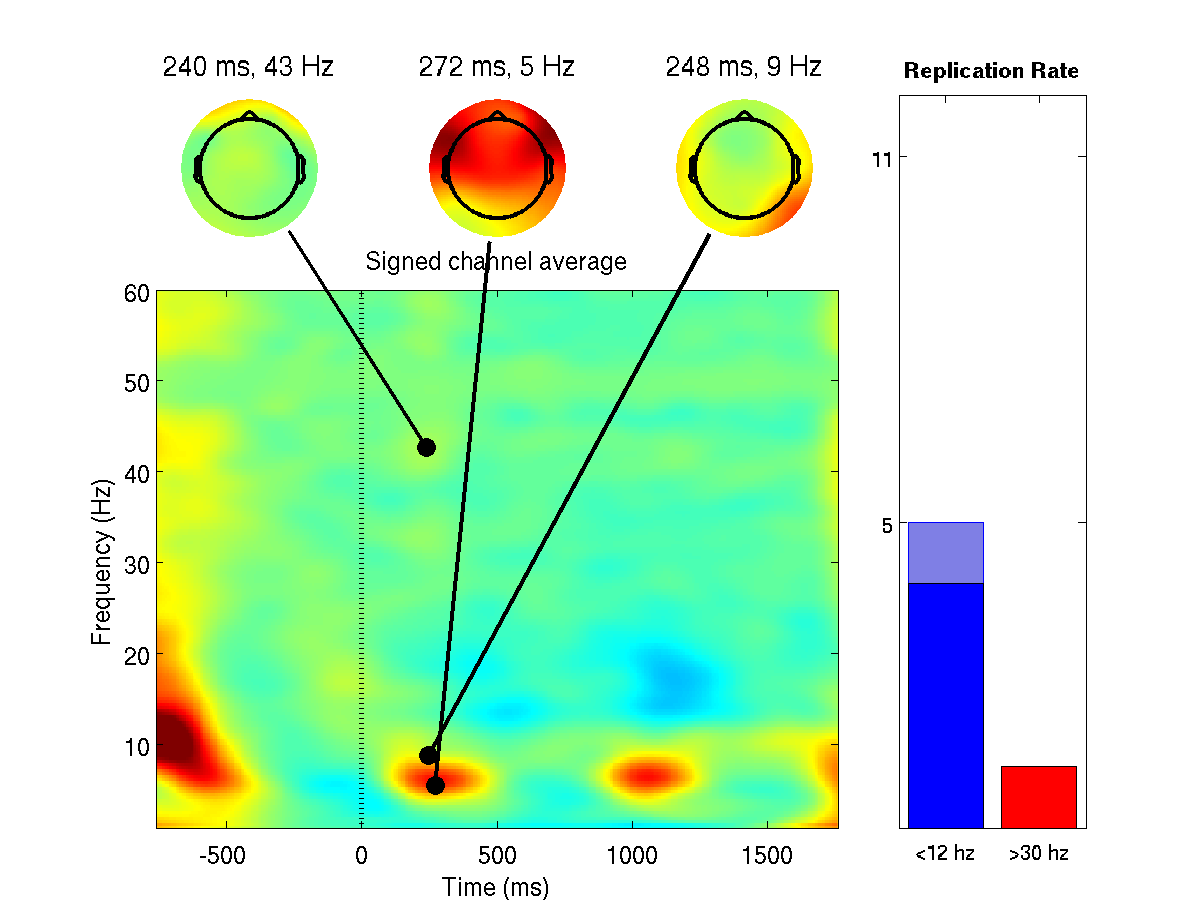 240 ms, 43 Hz
272 ms, 5 Hz
248 ms, 9 Hz
Signed channel average
60
50
40
30
20
10
Frequency (Hz)
-500
0
500
1000
1500
Time (ms)
Replication Rate
11
5
<12 hz
>30 hz